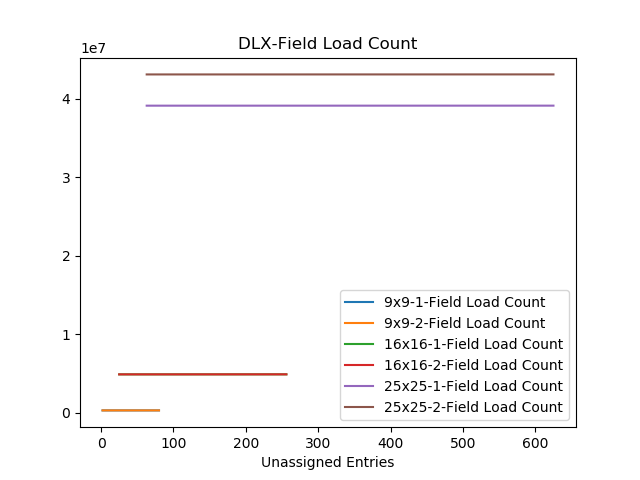 DLX-Field Load Count
1e7
4
3
2
1
0
9x9-1-Field Load Count
9x9-2-Field Load Count
16x16-1-Field Load Count
16x16-2-Field Load Count
25x25-1-Field Load Count
25x25-2-Field Load Count
0 100 200 300 400 500 600
Unassigned Entries